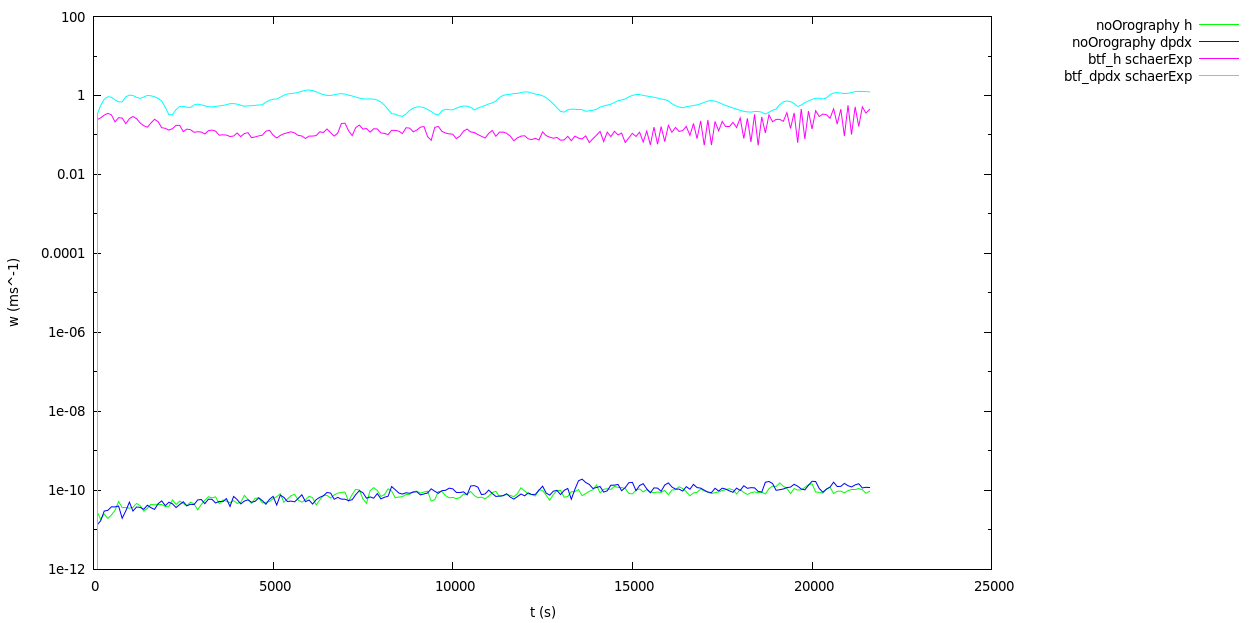 100
1
0.01
0.0001
1e-06
1e-08
1e-10
1e-12
0
5000
10000
15000
20000
25000
w (ms^-1)
t (s)
noOrography h
noOrography dpdx
btf_h schaerExp
btf_dpdx schaerExp